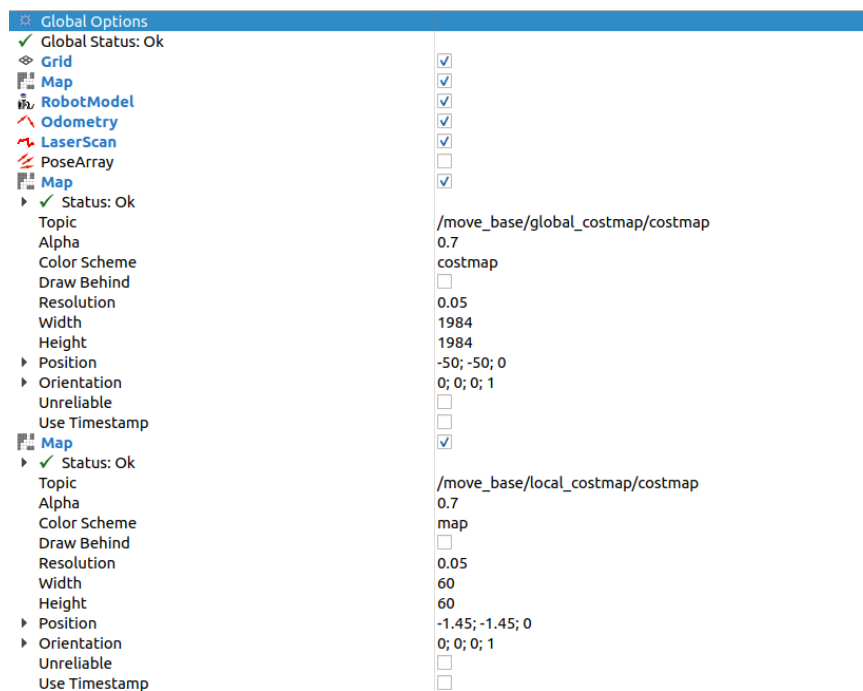 Global Options
Global Status: Ok
Grid
Map
RobotModel
Odometry
LaserScan
PoseArray
Map
Status: Ok
Topic /move_base/global_costmap/costmap
Alpha 0.7
Color Scheme costmap
Draw Behind
Resolution 0.05
Width 1984
Height 1984
Position -50; -50; 0
Orientation 0; 0; 0; 1
Unreliable
Use Timestamp
Map
Status: Ok
Topic /move_base/local_costmap/costmap
Alpha 0.7
Color Scheme map
Draw Behind
Resolution 0.05
Width 60
Height 60
Position -1.45; -1.45; 0
Orientation 0; 0; 0; 1
Unreliable
Use Timestamp